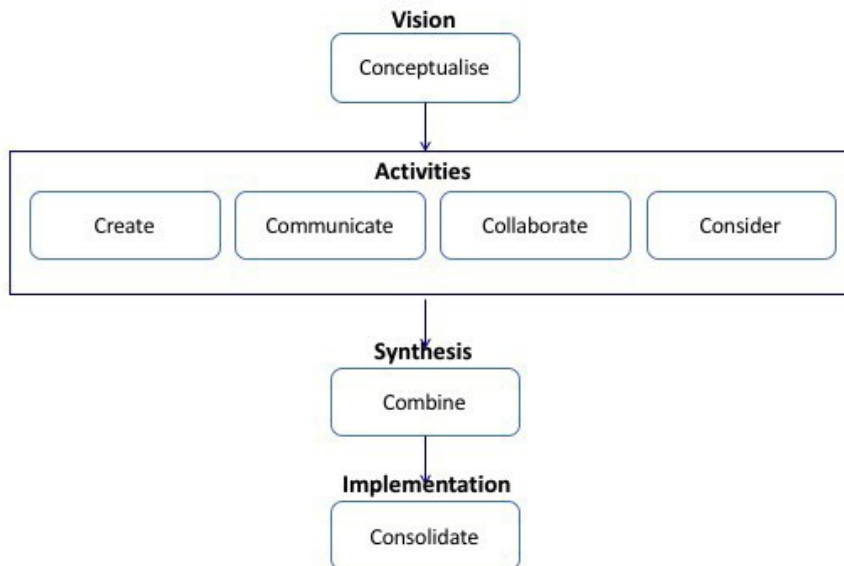 Vision
Conceptualise
Activities
Create Communicate Collaborate Consider
Synthesis
Combine
Implementation
Consolidate